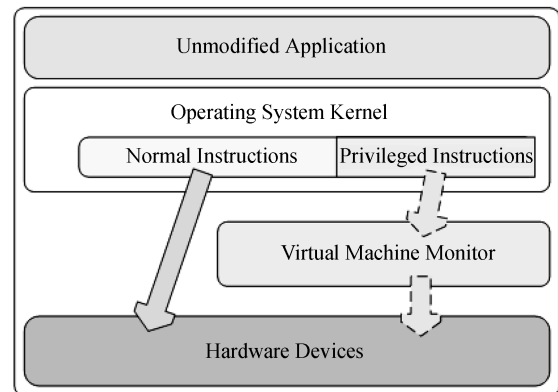 Unmodified Application
Operating System Kernel
Normal Instructions
Privileged Instructions
Virtual Machine Monitor
Hardware Devices